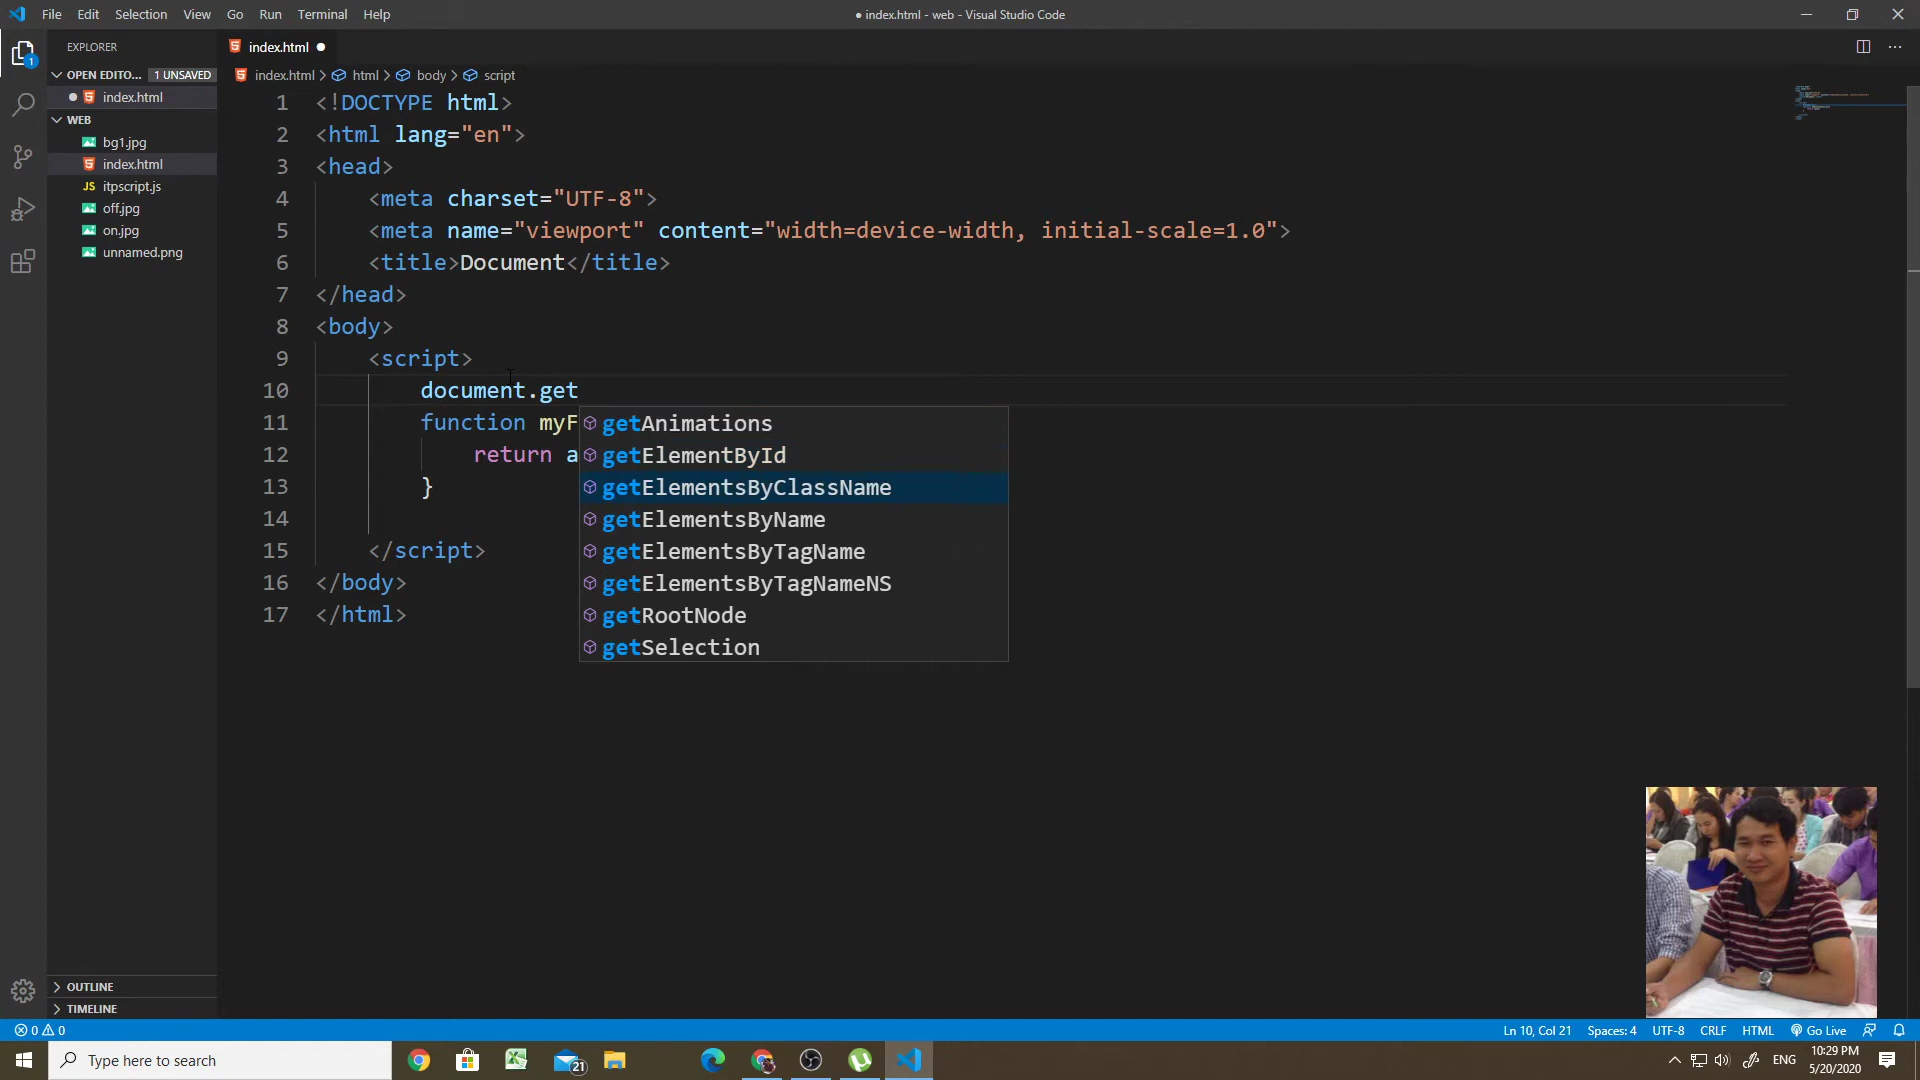 File Edit Selection View Go Run Terminal Help
● index.html - web - Visual Studio Code
EXPLORER
OPEN EDITO... 1 UNSAVED
index.html
WEB
bg1.jpg
index.html
JS itpscript.js
off.jpg
on.jpg
unnamed.png
OUTLINE
TIMELINE
index.html ●
index.html > html > body > script
1 <!DOCTYPE html>
2 <html lang="en">
3 <head>
4 <meta charset="UTF-8">
5 <meta name="viewport" content="width=device-width, initial-scale=1.0">
6 <title>Document</title>
7 </head>
8 <body>
9 <script>
10 document.get
11 function myF
12 return a
13 }
14
15 </script>
16 </body>
17 </html>
getAnimations
getElementById
getElementsByClassName
getElementsByName
getElementsByTagName
getElementsByTagNameNS
getRootNode
getSelection
0 0
Ln 10, Col 21 Spaces: 4 UTF-8 CRLF HTML Go Live
Type here to search
21
ENG
10:29 PM
5/20/2020
1